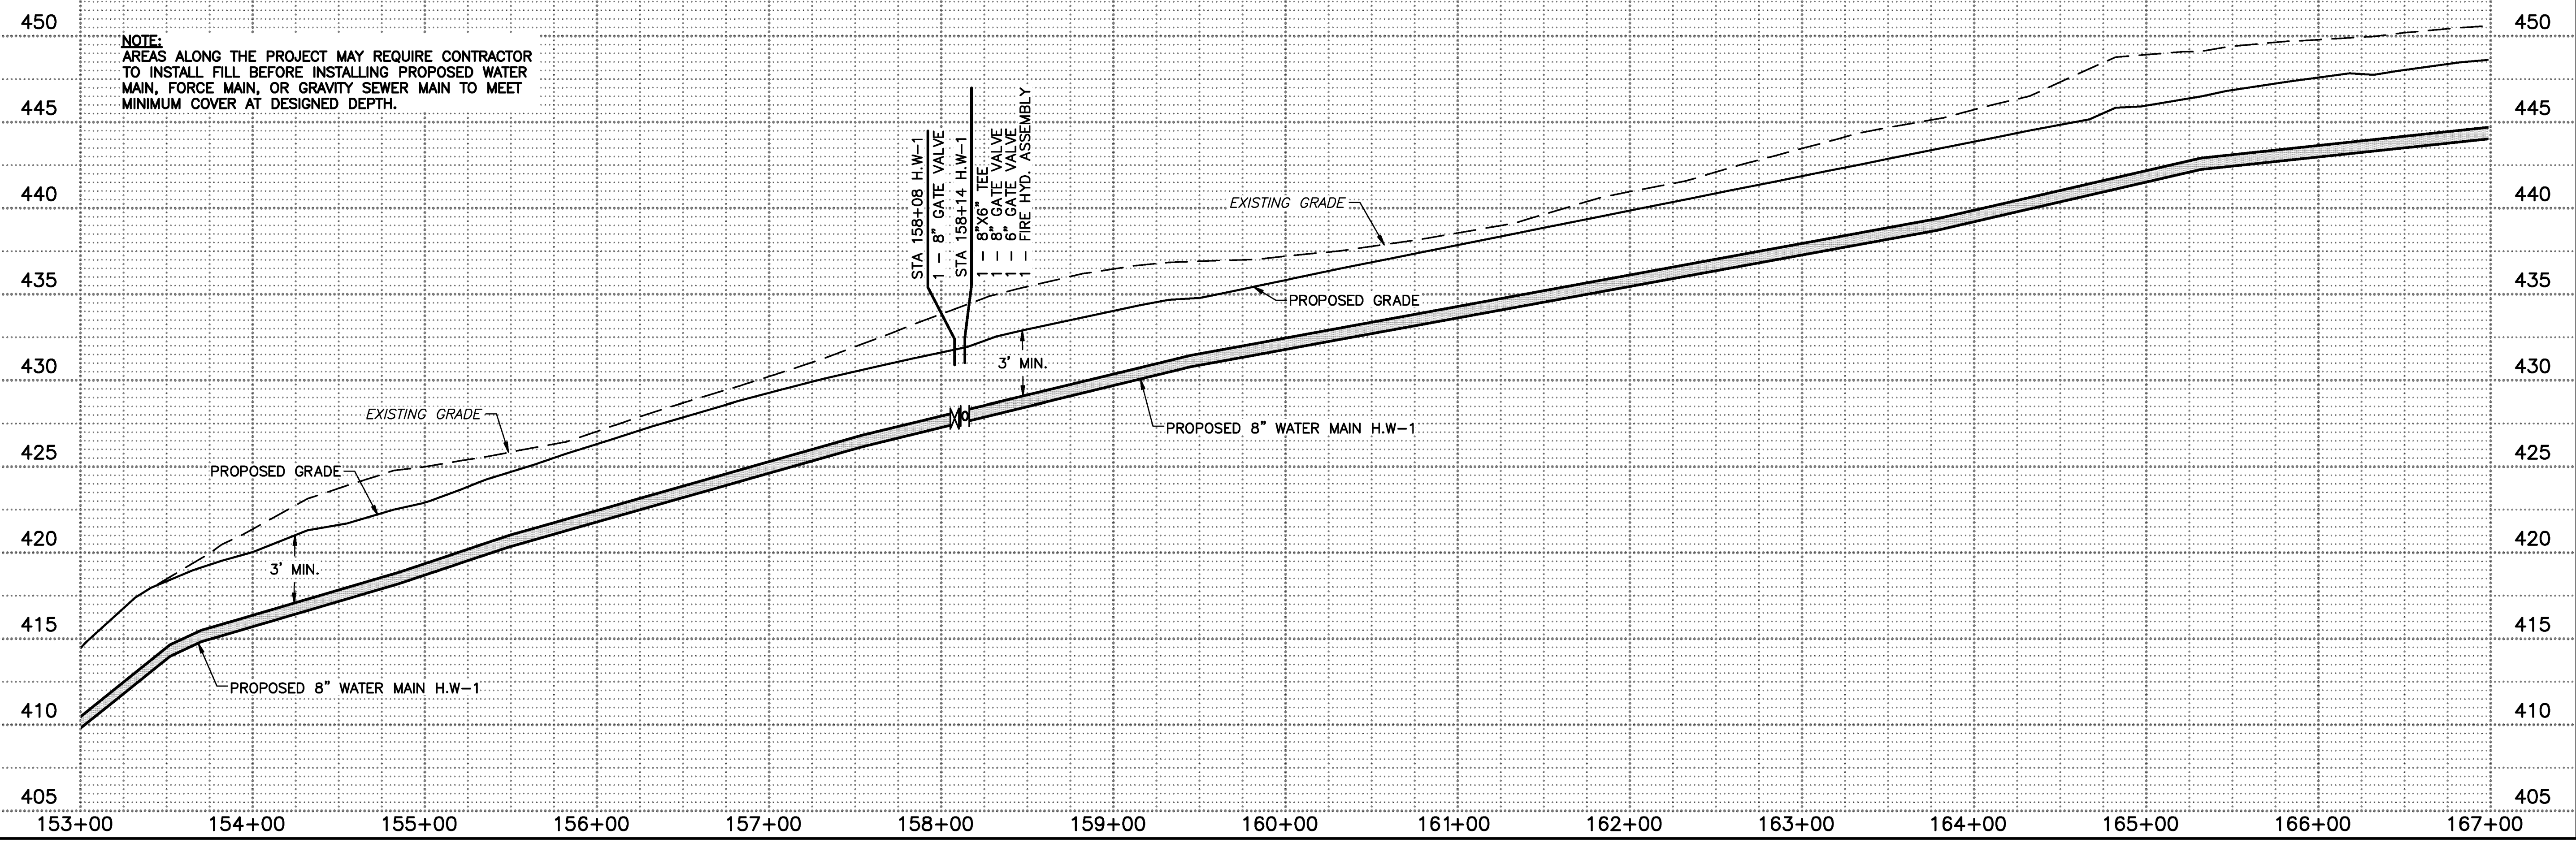 450
450
NOTE:
AREAS ALONG THE PROJECT MAY REQUIRE CONTRACTOR
TO INSTALL FILL BEFORE INSTALLING PROPOSED WATER
MAIN, FORCE MAIN, OR GRAVITY SEWER MAIN TO MEET
MINIMUM COVER AT DESIGNED DEPTH.
445
445
STA 158+08 H.W-1
1 - 8" GATE VALVE
STA 158+14 H.W-1
1 - 8"X6" TEE
1 - 8" GATE VALVE
1 - 6" GATE VALVE
1 - FIRE HYD. ASSEMBLY
440
440
EXISTING GRADE
435
435
PROPOSED GRADE
430
430
3' MIN.
EXISTING GRADE
PROPOSED 8" WATER MAIN H.W-1
425
425
PROPOSED GRADE
420
420
3' MIN.
415
415
PROPOSED 8" WATER MAIN H.W-1
410
410
405
405
153+00 154+00 155+00 156+00 157+00 158+00 159+00 160+00 161+00 162+00 163+00 164+00 165+00 166+00 167+00